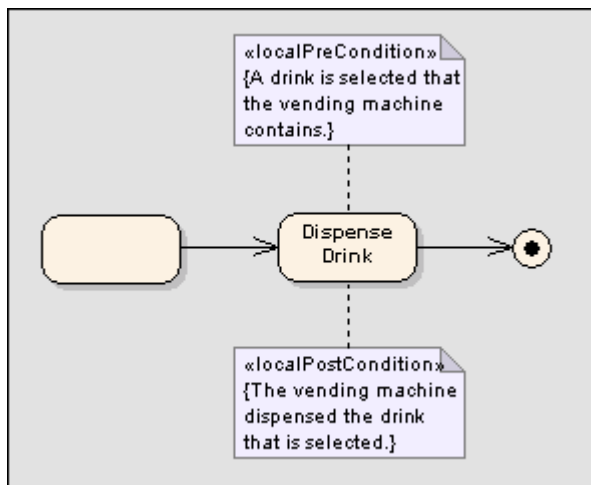 «localPreCondition»
{A drink is selected that
the vending machine
contains.}
Dispense
Drink
«localPostCondition»
{The vending machine
dispensed the drink
that is selected.}